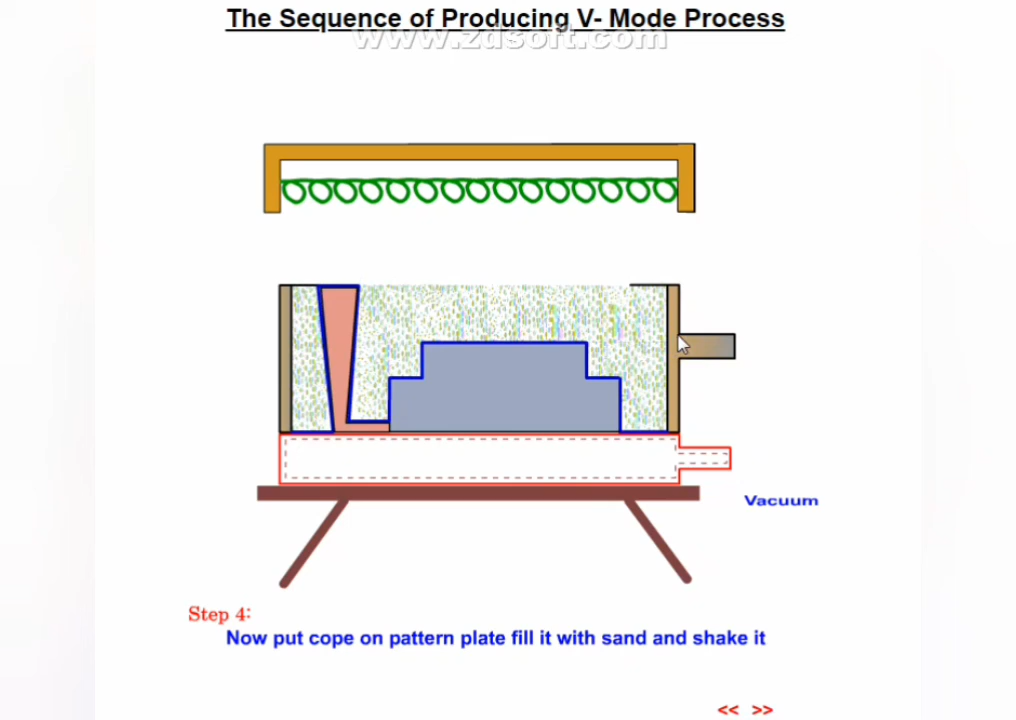 The Sequence of Producing V- Mode Process
www.zdsoft.com
Vacuum
Step 4:
Now put cope on pattern plate fill it with sand and shake it
<< >>